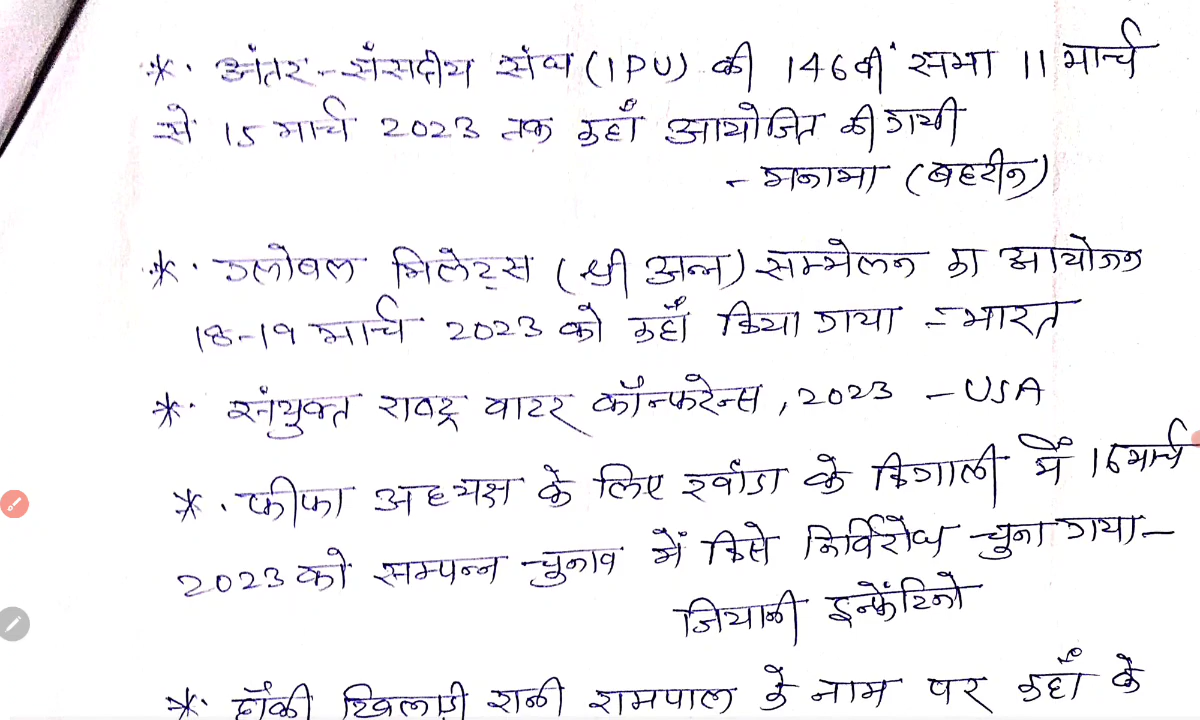 *. अंतर-संसदीय संघ (IPU) की 146वीं सभा 11 मार्च
से 15 मार्च 2023 तक कहाँ आयोजित की गयी
- मनामा (बहरीन)
*. ग्लोबल मिलेट्स (श्री अन्न) सम्मेलन का आयोजन
18-19 मार्च 2023 को कहाँ किया गया - भारत
*. संयुक्त राष्ट्र वाटर कॉन्फरेन्स, 2023 - USA
*. फीफा अध्यक्ष के लिए रवांडा के किगाली में 16 मार्च
2023 को सम्पन्न चुनाव में किसे निर्विरोध चुना गया-
जियानी इन्फेंटिनो
*. हॉकी खिलाड़ी रानी रामपाल के नाम पर कहाँ के